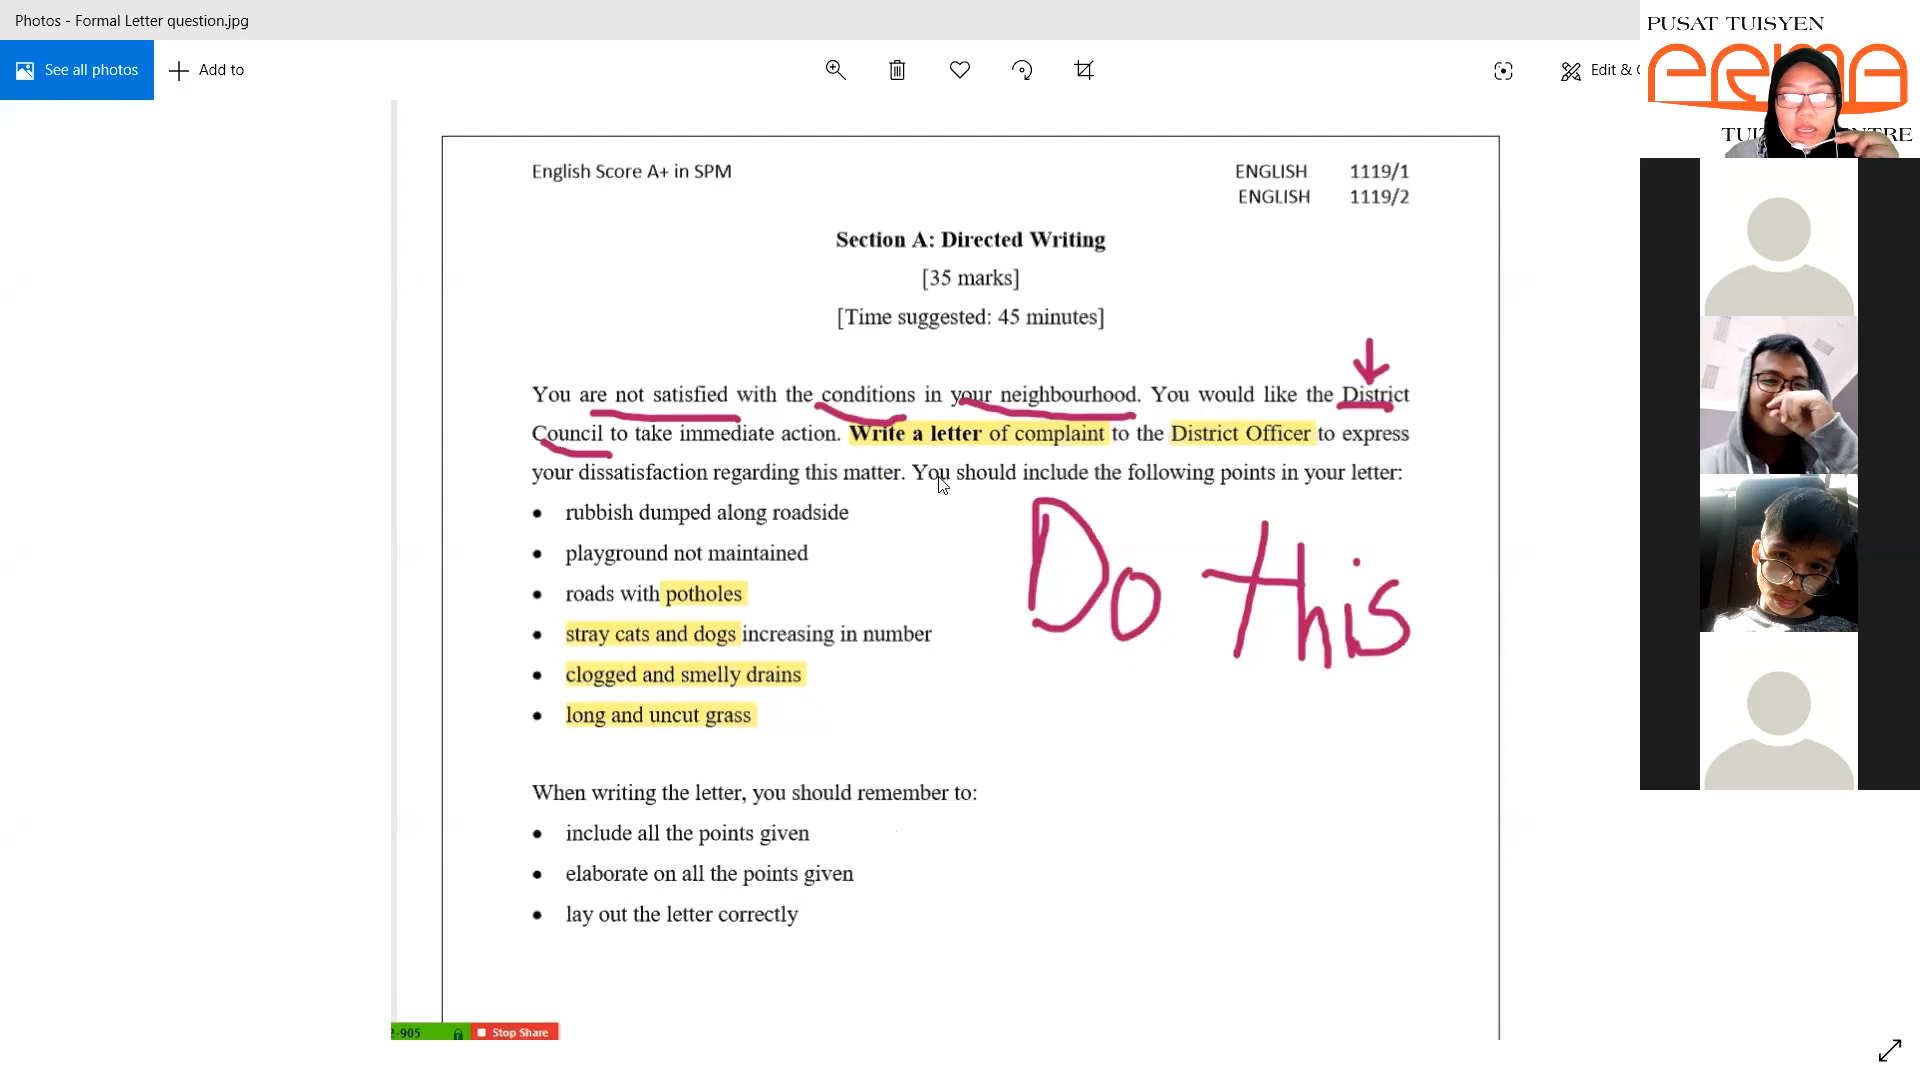 Photos - Formal Letter question.jpg
See all photos
Add to
Edit &
PUSAT TUISYEN
English Score A+ in SPM
ENGLISH 1119/1
ENGLISH 1119/2
Section A: Directed Writing
[35 marks]
[Time suggested: 45 minutes]
You are not satisfied with the conditions in your neighbourhood. You would like the District
Council to take immediate action. Write a letter of complaint to the District Officer to express
your dissatisfaction regarding this matter. You should include the following points in your letter:
• rubbish dumped along roadside
• playground not maintained
• roads with potholes
• stray cats and dogs increasing in number
• clogged and smelly drains
• long and uncut grass
Do this
When writing the letter, you should remember to:
• include all the points given
• elaborate on all the points given
• lay out the letter correctly
-905
Stop Share